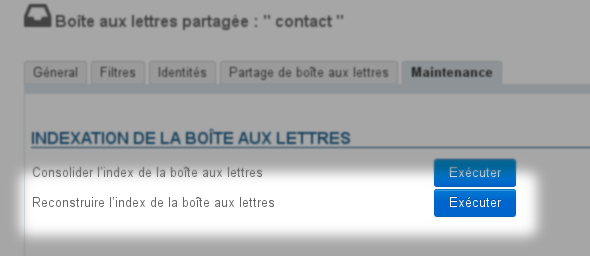 Boîte aux lettres partagée : " contact "
Géneral Filtres Identités Partage de boîte aux lettres Maintenance
INDEXATION DE LA BOÎTE AUX LETTRES
Consolider l'index de la boîte aux lettres Exécuter
Reconstruire l'index de la boîte aux lettres Exécuter